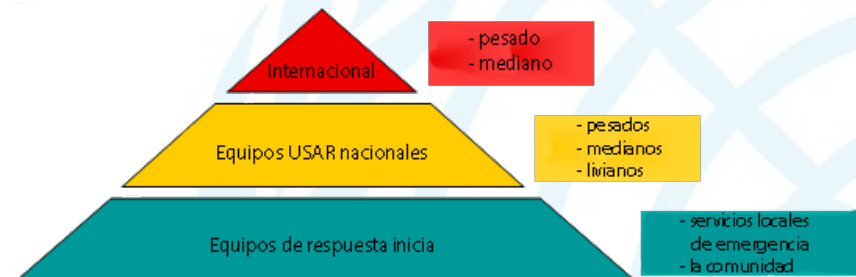 - pesado
- mediano
Internacional
Equipos USAR nacionales
- pesados
- medianos
- livianos
Equipos de respuesta inicia
- servicios locales
de emergencia
- la comunidad